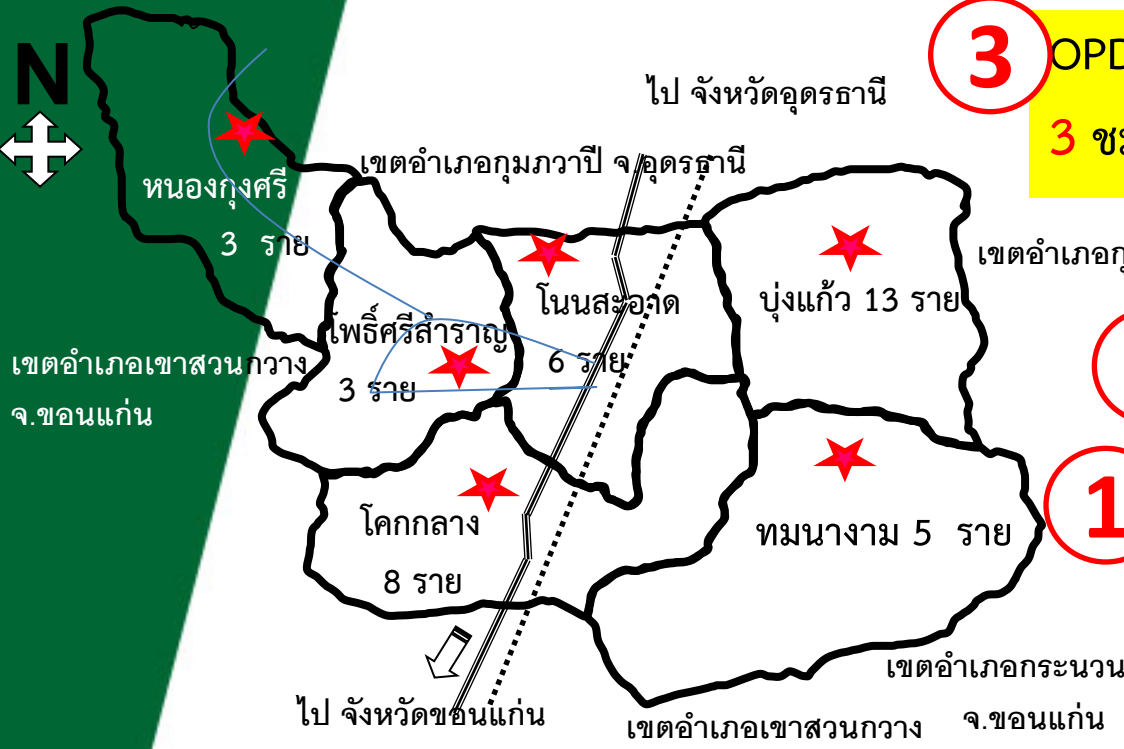 N
3
OPD
3
ไป จังหวัดอุดรธานี
เขตอำเภอกุมภวาปี จ.อุดรธานี
หนองกุงศรี
3 ราย
โนนสะอาด
6 ราย
บุ่งแก้ว 13 ราย
โพธิ์ศรีสำราญ
3 ราย
เขตอำเภอเขาสวนกวาง
จ.ขอนแก่น
1
โคกกลาง
8 ราย
ทมนางาม 5 ราย
ไป จังหวัดขอนแก่น
เขตอำเภอเขาสวนกวาง
เขตอำเภอกระนวน
จ.ขอนแก่น